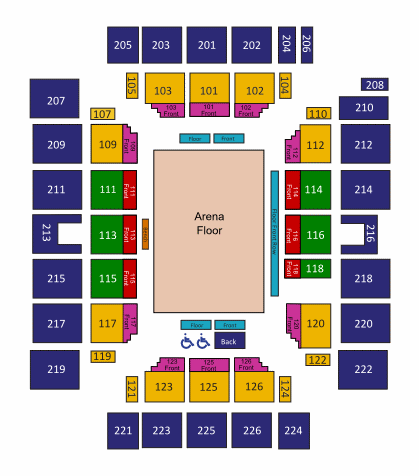 205
203
201
202
204
206
105
103
103
Front
101
101
Front
102
102
Front
104
208
207
210
107
110
Floor
Front
209
109
109
Front
112
Front
112
212
211
111
111
Front
114
Front
114
214
Arena
Floor
Floor Front Row
213
113
113
Front
116
Front
116
216
215
115
115
Front
118
Front
118
218
217
117
117
Front
120
Front
120
220
Floor
Front
Back
219
119
122
222
121
123
Front
123
125
Front
125
126
Front
126
124
221
223
225
226
224